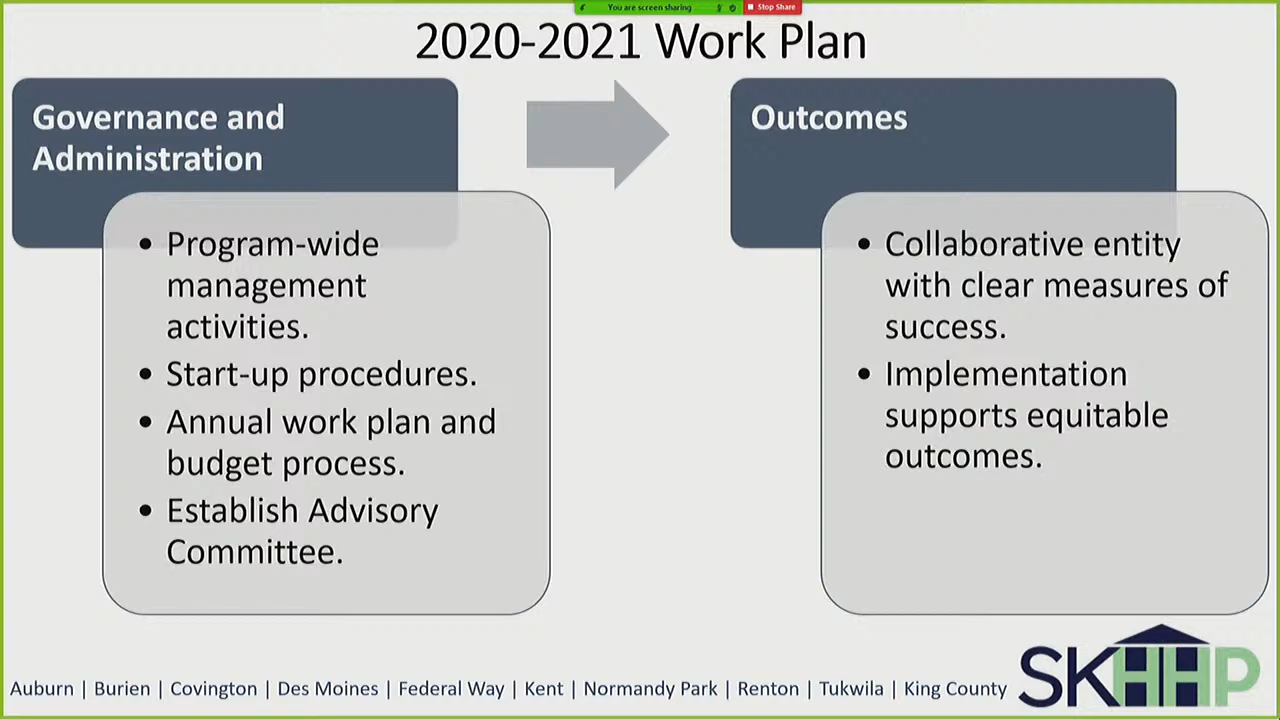 You are screen sharing
Stop Share
2020-2021 Work Plan
Governance and
Administration
• Program-wide
management
activities.
• Start-up procedures.
• Annual work plan and
budget process.
• Establish Advisory
Committee.
Outcomes
• Collaborative entity
with clear measures of
success.
• Implementation
supports equitable
outcomes.
Auburn | Burien | Covington | Des Moines | Federal Way | Kent | Normandy Park | Renton | Tukwila | King County
SKHHP